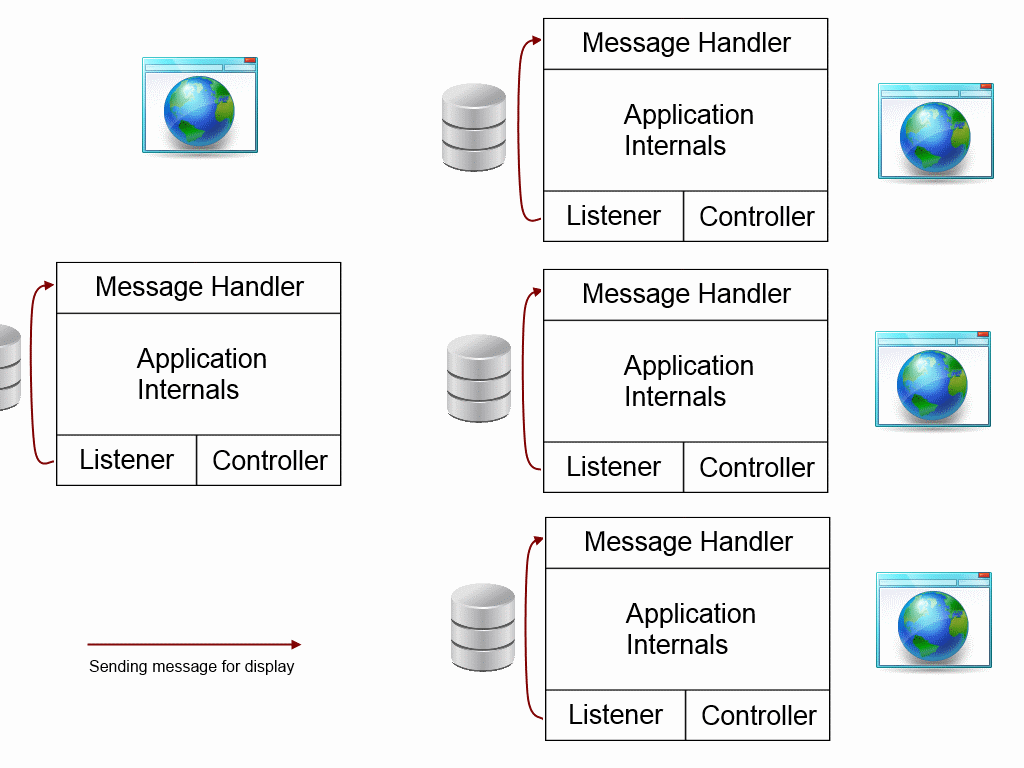 Message Handler
Application
Internals
Listener
Controller
Message Handler
Application
Internals
Listener
Controller
Message Handler
Application
Internals
Listener
Controller
Message Handler
Application
Internals
Listener
Controller
Sending message for display